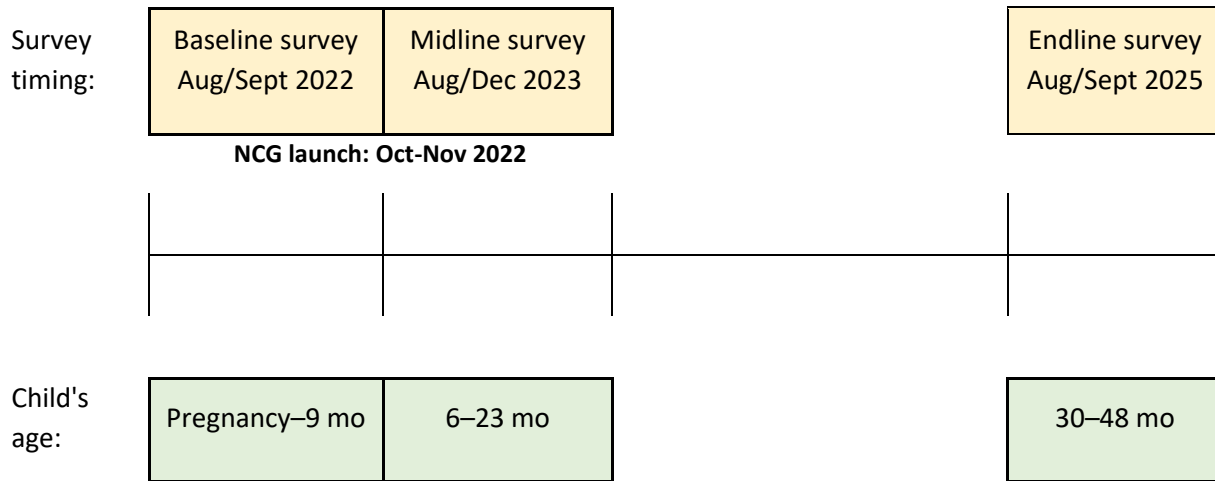 Survey
timing:
Baseline survey
Aug/Sept 2022
Midline survey
Aug/Dec 2023
Endline survey
Aug/Sept 2025
NCG launch: Oct-Nov 2022
Child's
age:
Pregnancy–9 mo
6–23 mo
30–48 mo